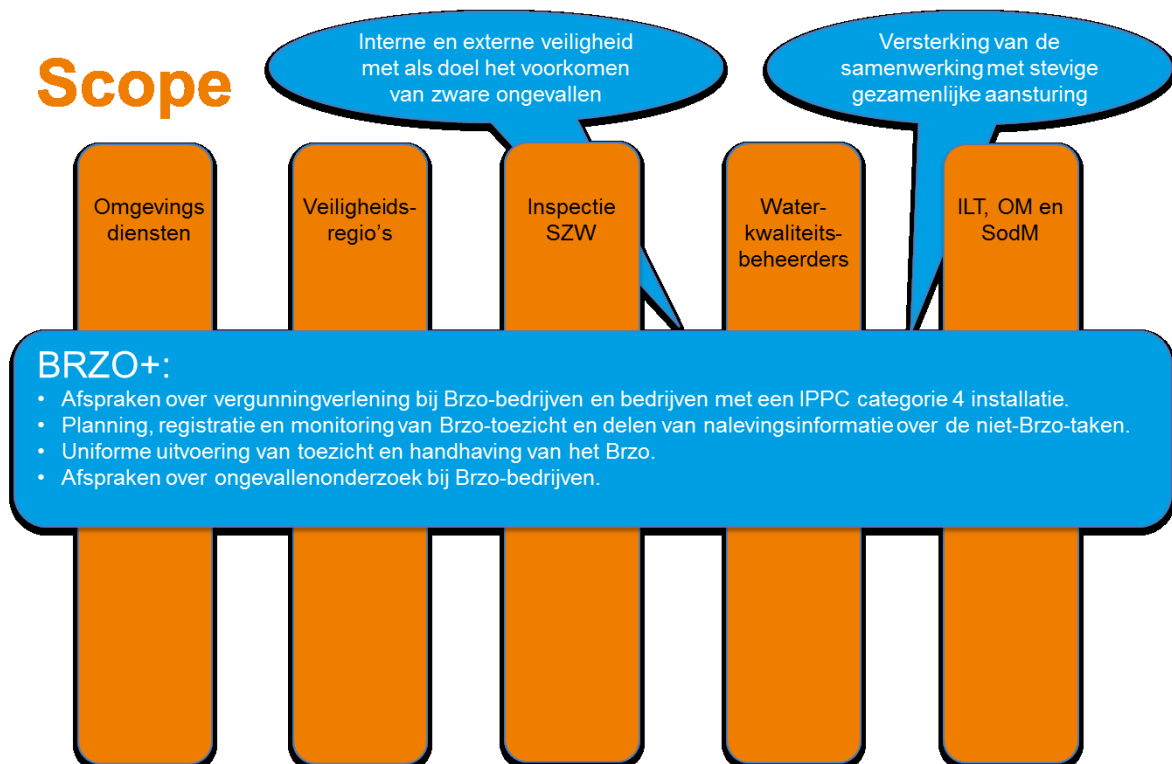 Scope
Interne en externe veiligheid
met als doel het voorkomen
van zware ongevallen
Versterking van de
samenwerking met stevige
gezamenlijke aansturing
Omgevings
diensten
Veiligheids-
regio's
Inspectie
SZW
Water-
kwaliteits-
beheerders
ILT, OM en
SodM
BRZO+:
• Afspraken over vergunningverlening bij Brzo-bedrijven en bedrijven met een IPPC categorie 4 installatie.
• Planning, registratie en monitoring van Brzo-toezicht en delen van nalevingsinformatie over de niet-Brzo-taken.
• Uniforme uitvoering van toezicht en handhaving van het Brzo.
• Afspraken over ongevallenonderzoek bij Brzo-bedrijven.